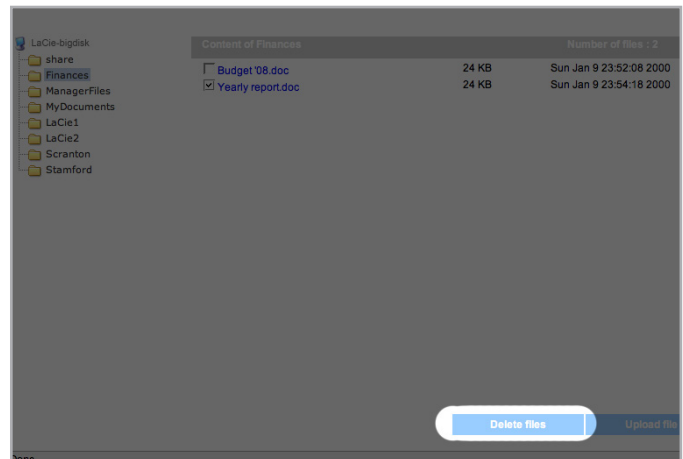 LaCie-bigdisk
share
Finances
ManagerFiles
MyDocuments
LaCie1
LaCie2
Scranton
Stamford
Content of Finances Number of files : 2
Budget '08.doc 24 KB Sun Jan 9 23:52:08 2000
Yearly report.doc 24 KB Sun Jan 9 23:54:18 2000
Delete files Upload file